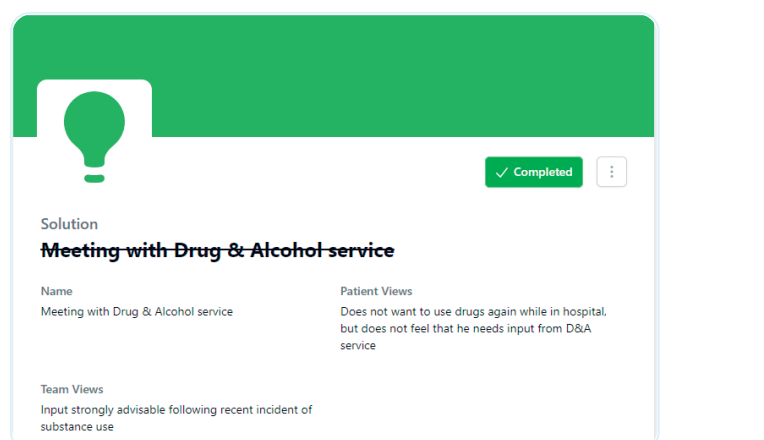 Completed
Solution
Meeting with Drug & Alcohol service
Name
Meeting with Drug & Alcohol service
Patient Views
Does not want to use drugs again while in hospital,
but does not feel that he needs input from D&A
service
Team Views
Input strongly advisable following recent incident of
substance use